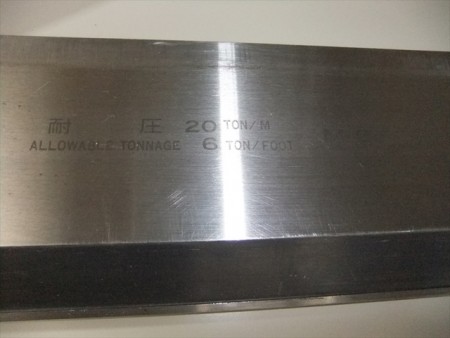 耐 圧 20 TON/M
ALLOWABLE TONNAGE 6 TON/FOOT